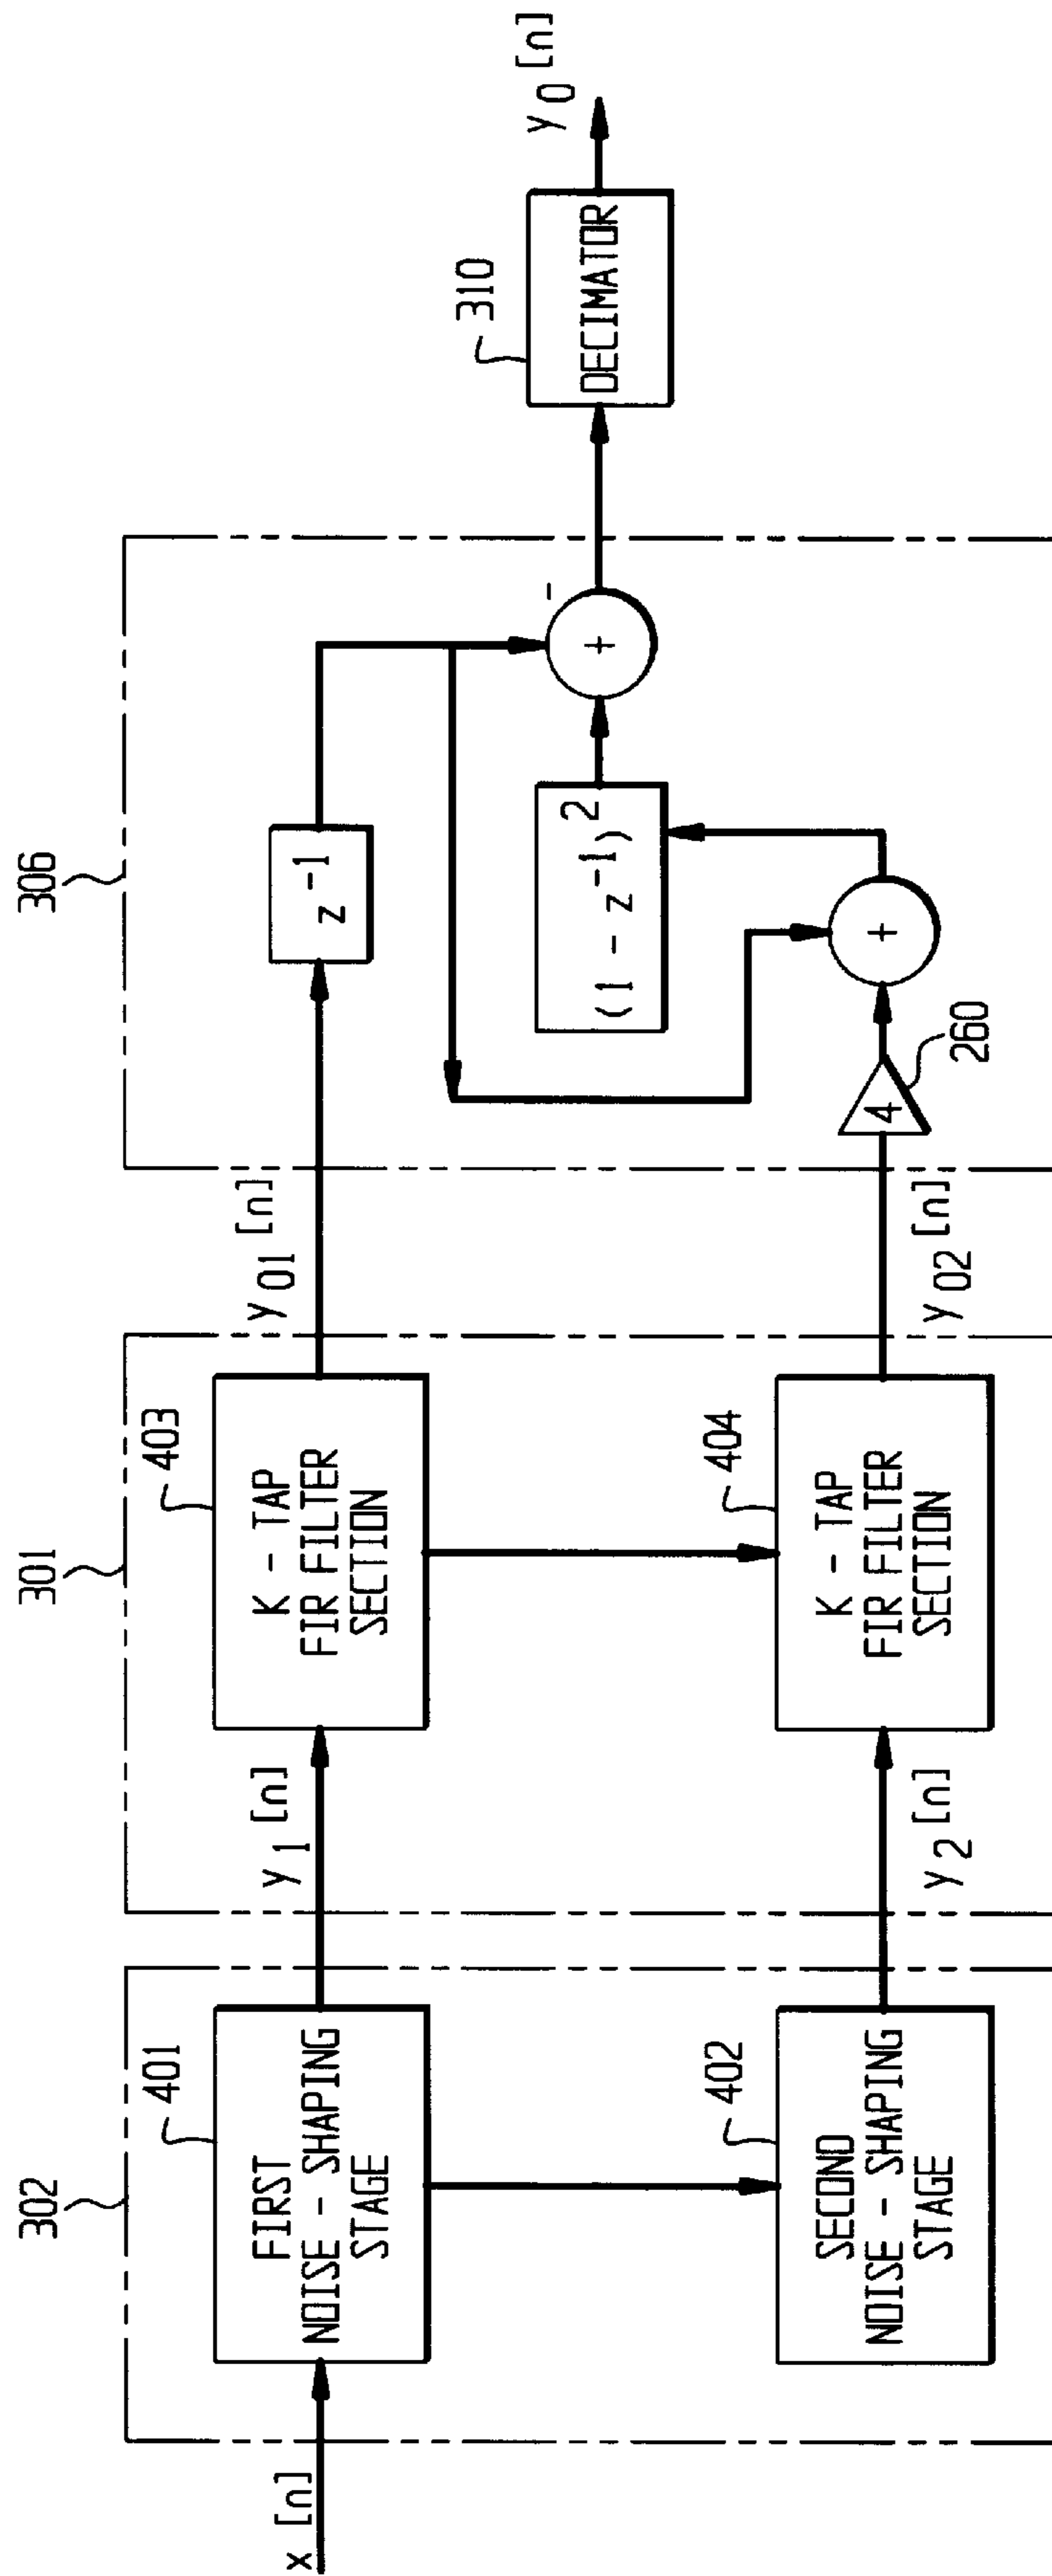 x [n]
302
401
FIRST
NOISE - SHAPING
STAGE
402
SECOND
NOISE - SHAPING
STAGE
y1 [n]
y2 [n]
301
403
K - TAP
FIR FILTER
SECTION
404
K - TAP
FIR FILTER
SECTION
y01 [n]
y02 [n]
306
z-1
(1 - z-1)2
4
260
+
+
-
310
DECIMATOR
y0 [n]